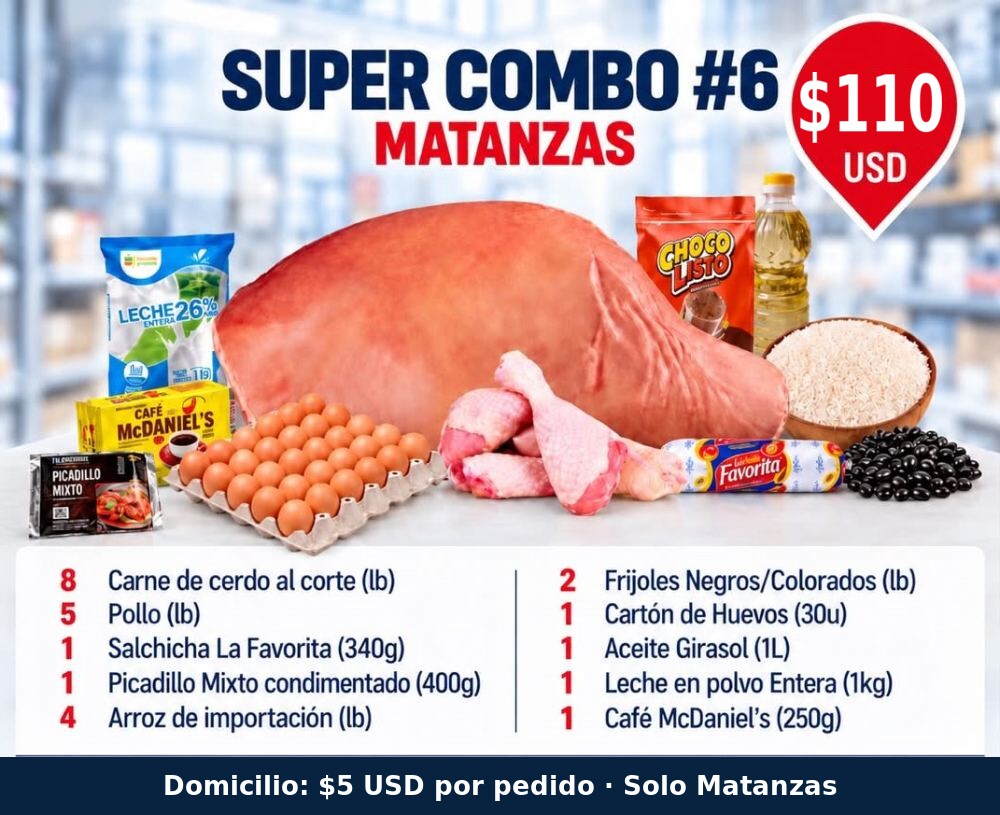 SUPER COMBO #6
MATANZAS
$110
USD
LECHE 26%
ENTERA
CHOCO
LISTO
CAFÉ
McDANIEL'S
PICADILLO
MIXTO
Favorita
8 Carne de cerdo al corte (lb)
5 Pollo (lb)
1 Salchicha La Favorita (340g)
1 Picadillo Mixto condimentado (400g)
4 Arroz de importación (lb)
2 Frijoles Negros/Colorados (lb)
1 Cartón de Huevos (30u)
1 Aceite Girasol (1L)
1 Leche en polvo Entera (1kg)
1 Café McDaniel's (250g)
Domicilio: $5 USD por pedido · Solo Matanzas